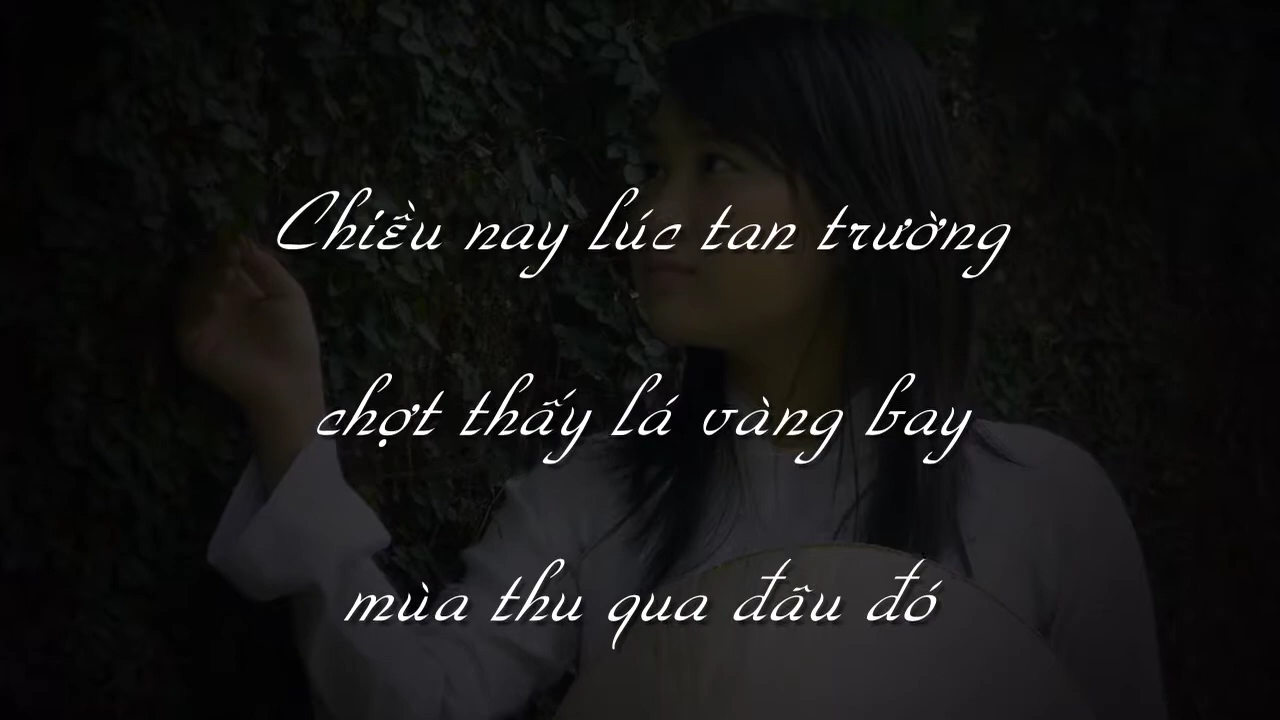 Chiều nay lúc tan trường
chợt thấy lá vàng bay
mùa thu qua đâu đó